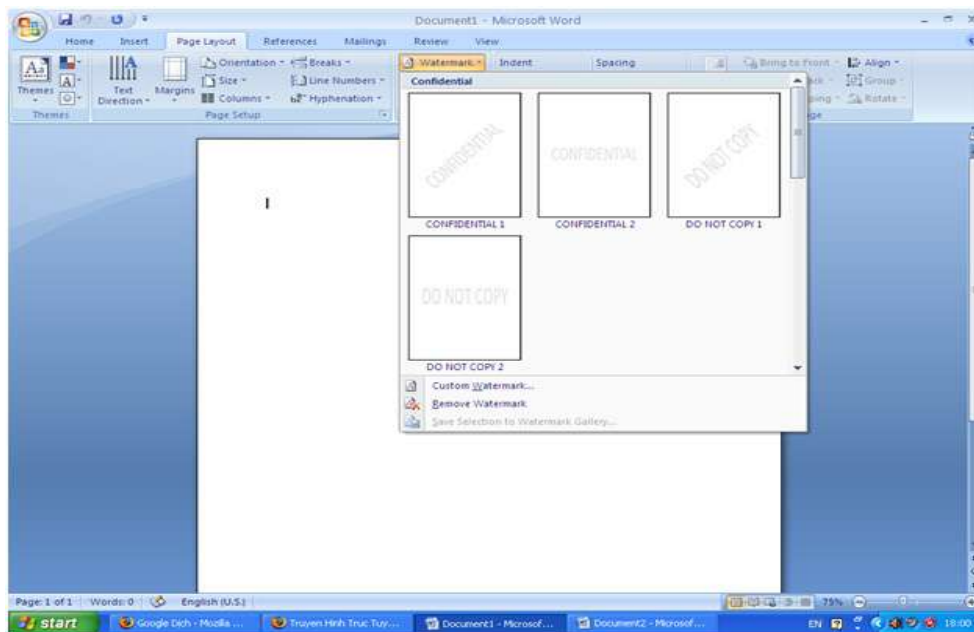 Document1 - Microsoft Word
Home Insert Page Layout References Mailings Review View
Themes
Text Direction
Margins
Orientation
Size
Columns
Breaks
Line Numbers
Hyphenation
Watermark
Indent
Spacing
Bring to Front
Align
Group
Rotate
Themes
Page Setup
Confidential
CONFIDENTIAL
CONFIDENTIAL
DO NOT COPY
CONFIDENTIAL 1
CONFIDENTIAL 2
DO NOT COPY 1
DO NOT COPY
DO NOT COPY 2
Custom Watermark...
Remove Watermark
Save Selection to Watermark Gallery...
Page: 1 of 1 Words: 0 English (U.S.) 75%
start Google Dich - Mozilla ... Truyen Hinh Truc Tuy... Document1 - Microsof... Document2 - Microsof... EN 18:00